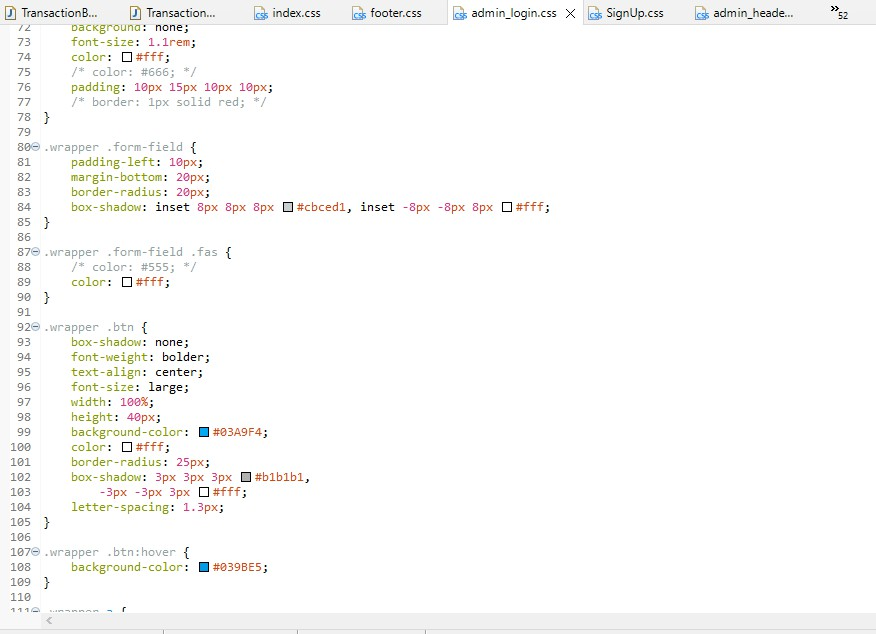 TransactionB... Transaction... index.css footer.css admin_login.css SignUp.css admin_heade... » 52
72 background: none;
73 font-size: 1.1rem;
74 color: #fff;
75 /* color: #666; */
76 padding: 10px 15px 10px 10px;
77 /* border: 1px solid red; */
78 }
79
80 .wrapper .form-field {
81 padding-left: 10px;
82 margin-bottom: 20px;
83 border-radius: 20px;
84 box-shadow: inset 8px 8px 8px #cbced1, inset -8px -8px 8px #fff;
85 }
86
87 .wrapper .form-field .fas {
88 /* color: #555; */
89 color: #fff;
90 }
91
92 .wrapper .btn {
93 box-shadow: none;
94 font-weight: bolder;
95 text-align: center;
96 font-size: large;
97 width: 100%;
98 height: 40px;
99 background-color: #03A9F4;
100 color: #fff;
101 border-radius: 25px;
102 box-shadow: 3px 3px 3px #b1b1b1,
103 -3px -3px 3px #fff;
104 letter-spacing: 1.3px;
105 }
106
107 .wrapper .btn:hover {
108 background-color: #039BE5;
109 }
110
111 .wrapper a {